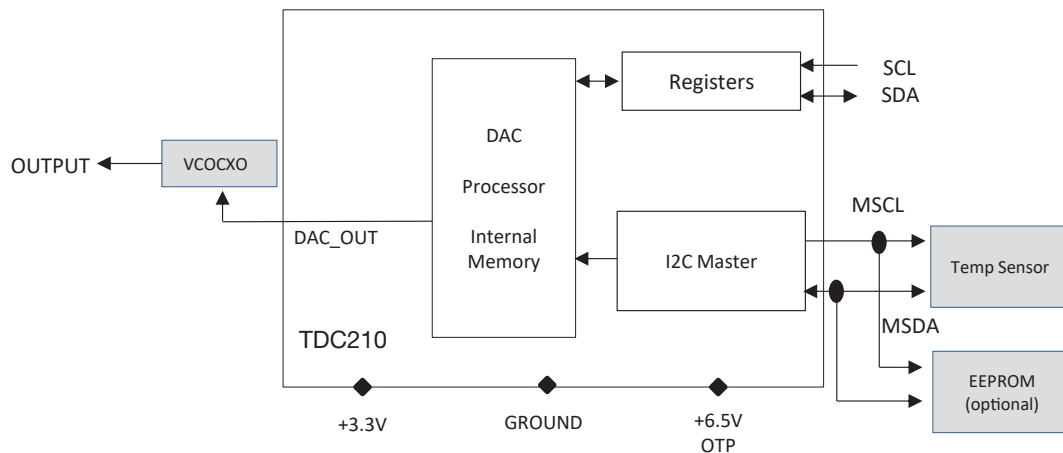 Registers
SCL
SDA
DAC
Processor
Internal
Memory
OUTPUT
VCOCXO
DAC_OUT
MSCL
I2C Master
Temp Sensor
MSDA
TDC210
EEPROM
(optional)
+3.3V
GROUND
+6.5V
OTP